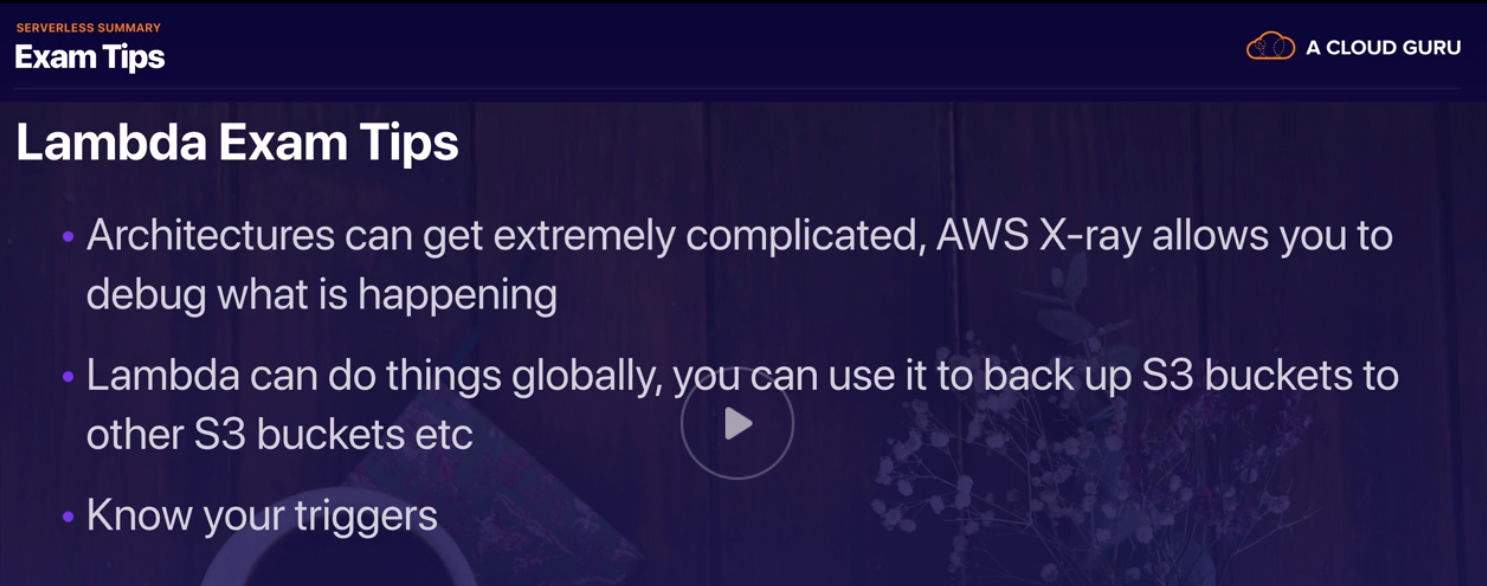 SERVERLESS SUMMARY
Exam Tips
A CLOUD GURU
Lambda Exam Tips
• Architectures can get extremely complicated, AWS X-ray allows you to
debug what is happening
• Lambda can do things globally, you can use it to back up S3 buckets to
other S3 buckets etc
• Know your triggers